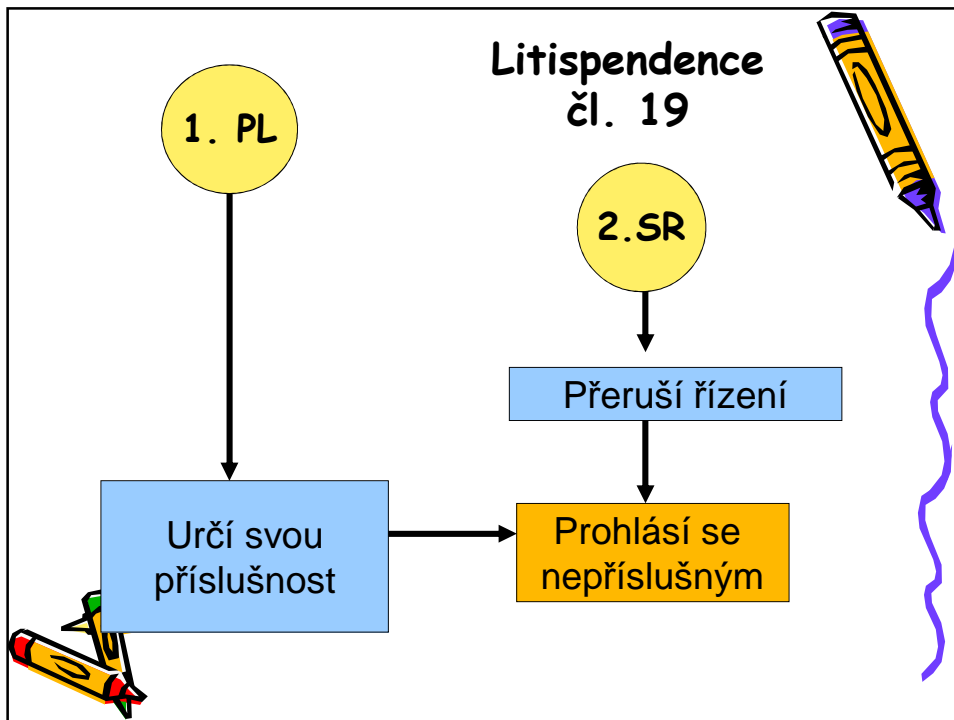 Litispendence
čl. 19
1. PL
2.SR
Přeruší řízení
Určí svou
příslušnost
Prohlásí se
nepříslušným